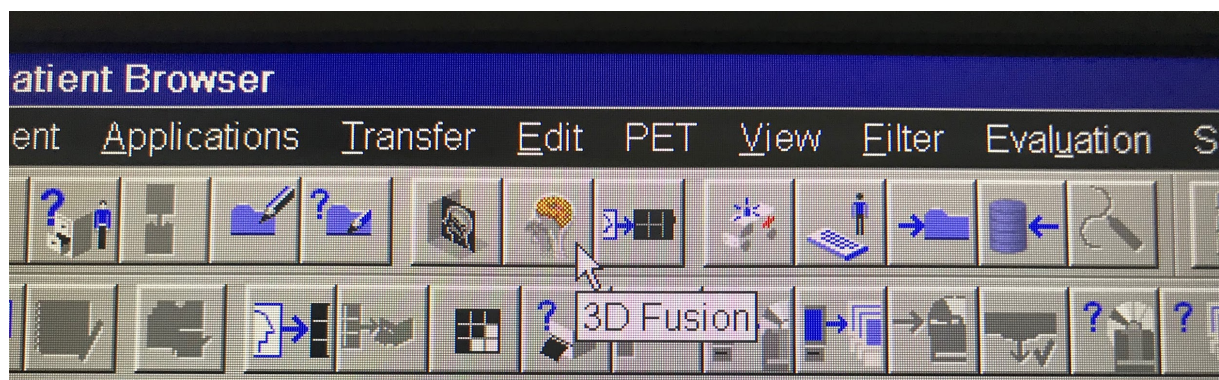 atient Browser
ent Applications Transfer Edit PET View Filter Evaluation S
?
?
3D Fusion
? ? ?